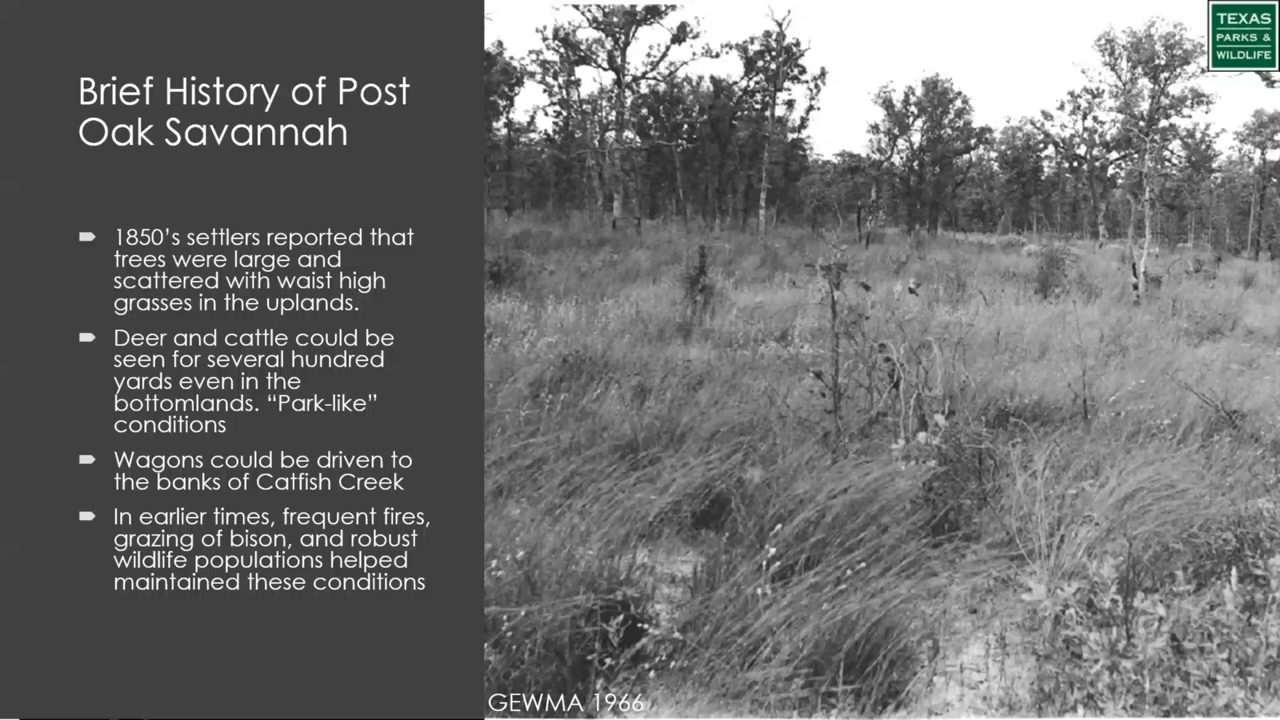 Brief History of Post
Oak Savannah
1850's settlers reported that
trees were large and
scattered with waist high
grasses in the uplands.
Deer and cattle could be
seen for several hundred
yards even in the
bottomlands. “Park-like”
conditions
Wagons could be driven to
the banks of Catfish Creek
In earlier times, frequent fires,
grazing of bison, and robust
wildlife populations helped
maintained these conditions
TEXAS
PARKS &
WILDLIFE
GEWMA 1966